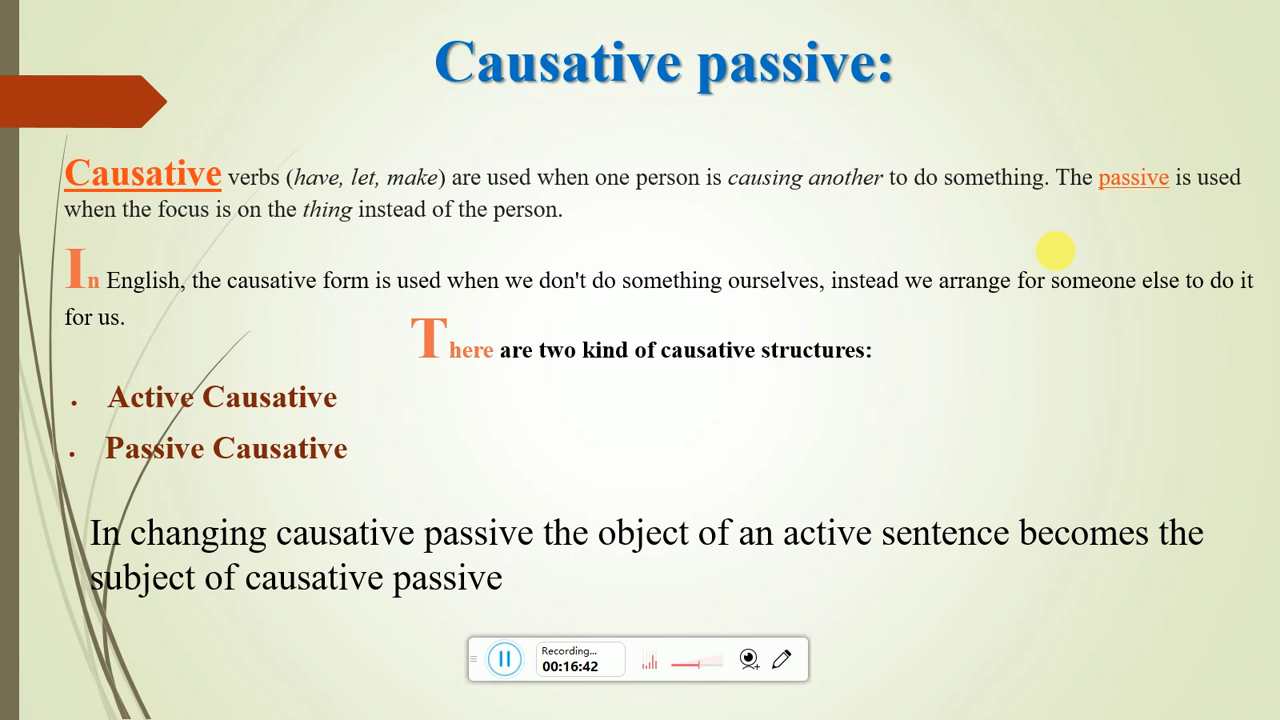 Causative passive:
Causative verbs (have, let, make) are used when one person is causing another to do something. The passive is used
when the focus is on the thing instead of the person.
In English, the causative form is used when we don't do something ourselves, instead we arrange for someone else to do it
for us.
There are two kind of causative structures:
• Active Causative
• Passive Causative
In changing causative passive the object of an active sentence becomes the
subject of causative passive
Recording...
00:16:42